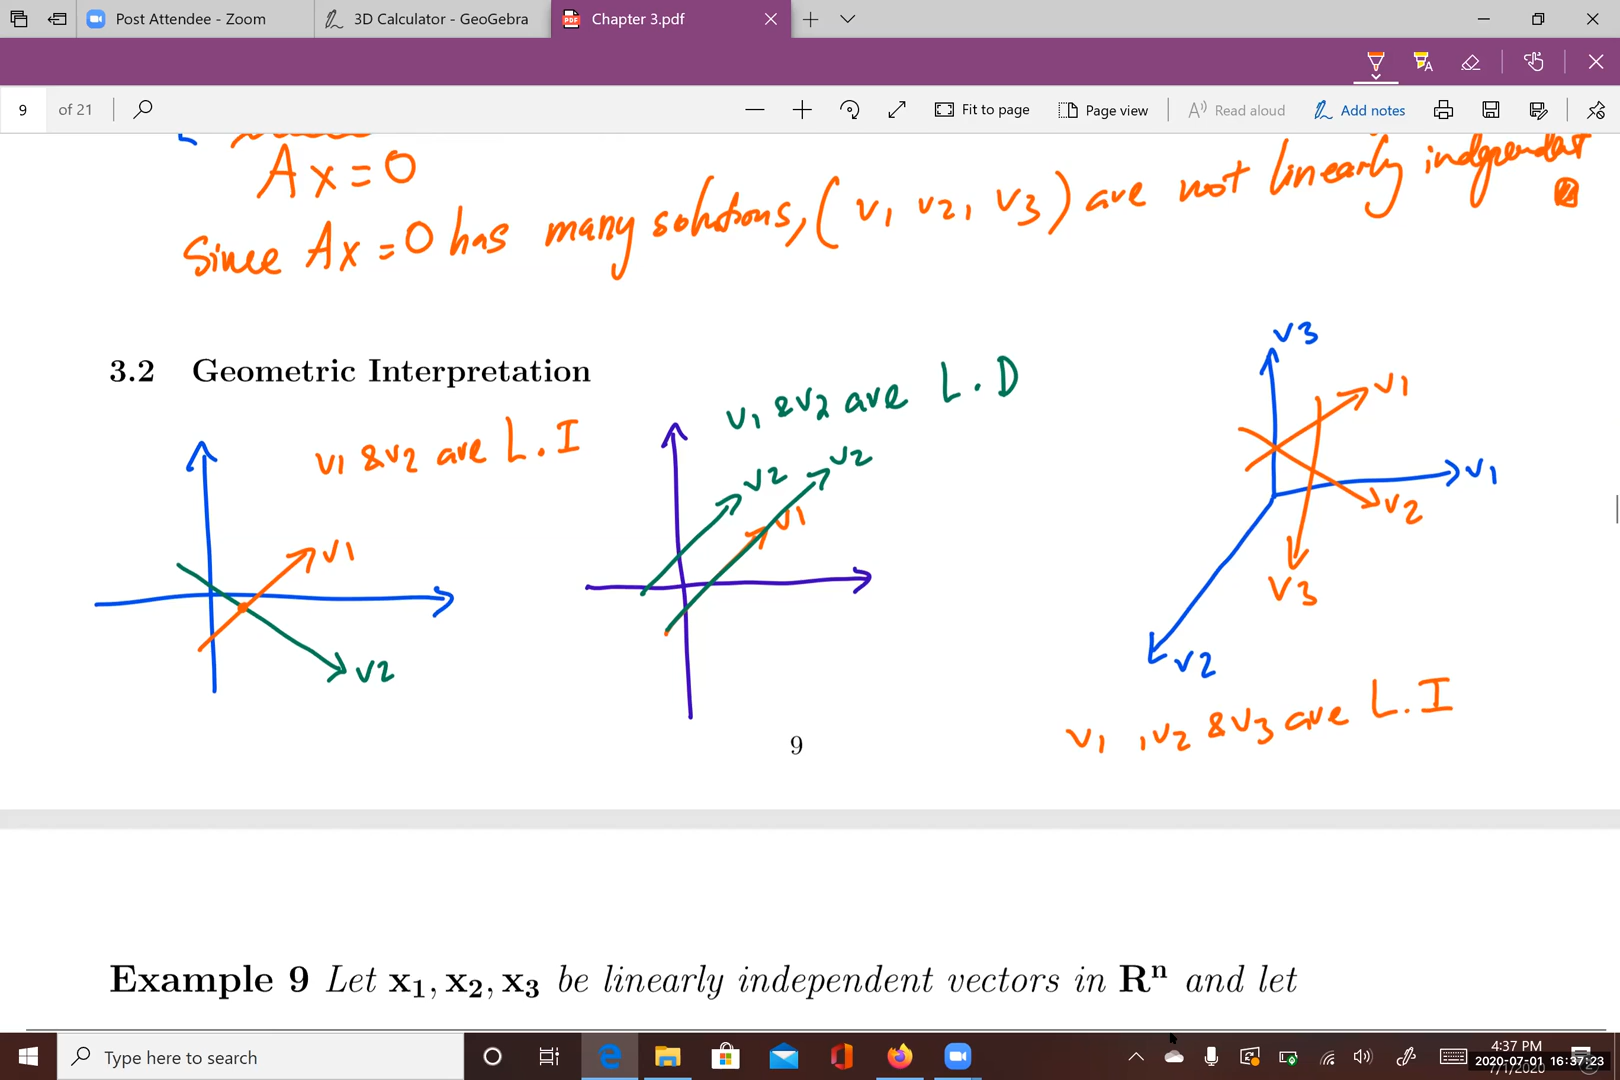 Post Attendee - Zoom
3D Calculator - GeoGebra
Chapter 3.pdf
9 of 21
Fit to page
Page view
Read aloud
Add notes
Ax = 0
Since Ax = 0 has many solutions, (v1 v2, v3) are not linearly independent
3.2 Geometric Interpretation
v1 & v2 are L.I
v1
v2
v1 & v2 are L.D
v2
v2
v1
v3
v1
v1
v2
v3
v2
v1 , v2 & v3 are L.I
9
Example 9 Let x1, x2, x3 be linearly independent vectors in Rn and let
Type here to search
4:37 PM
2020-07-01 16:37:23
7/1/2020